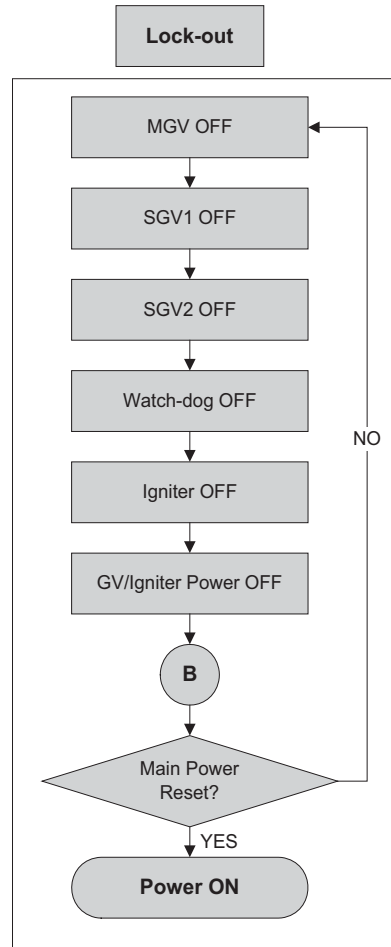 Lock-out
MGV OFF
SGV1 OFF
SGV2 OFF
Watch-dog OFF
NO
Igniter OFF
GV/Igniter Power OFF
B
Main Power
Reset?
YES
Power ON